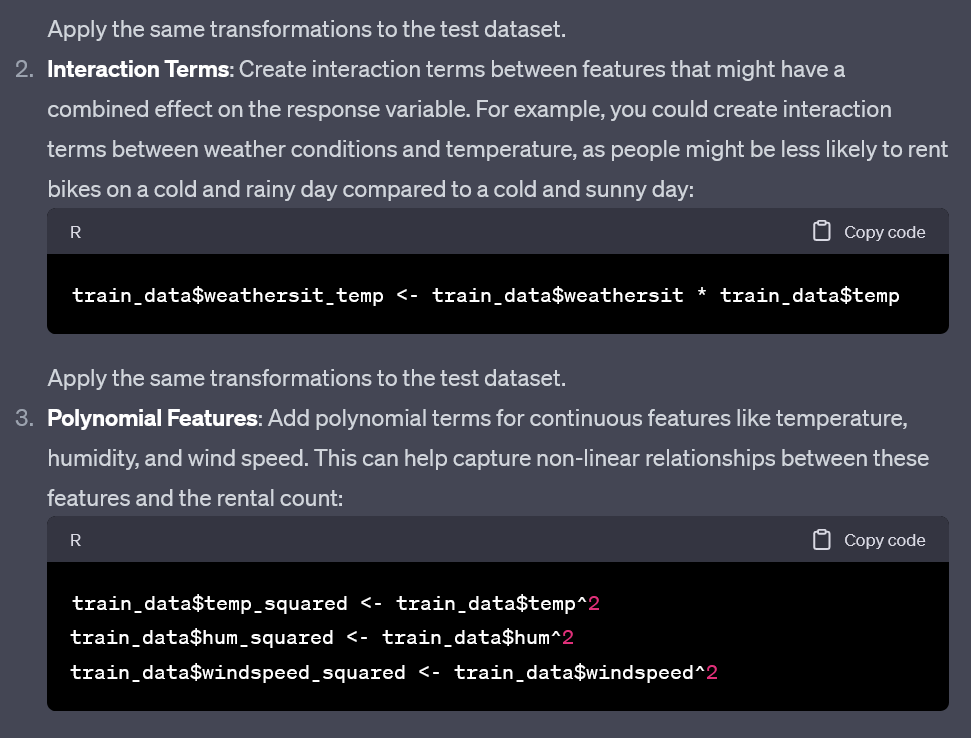 Apply the same transformations to the test dataset.
2. Interaction Terms: Create interaction terms between features that might have a
combined effect on the response variable. For example, you could create interaction
terms between weather conditions and temperature, as people might be less likely to rent
bikes on a cold and rainy day compared to a cold and sunny day:
R Copy code
train_data$weathersit_temp <- train_data$weathersit * train_data$temp
Apply the same transformations to the test dataset.
3. Polynomial Features: Add polynomial terms for continuous features like temperature,
humidity, and wind speed. This can help capture non-linear relationships between these
features and the rental count:
R Copy code
train_data$temp_squared <- train_data$temp^2
train_data$hum_squared <- train_data$hum^2
train_data$windspeed_squared <- train_data$windspeed^2